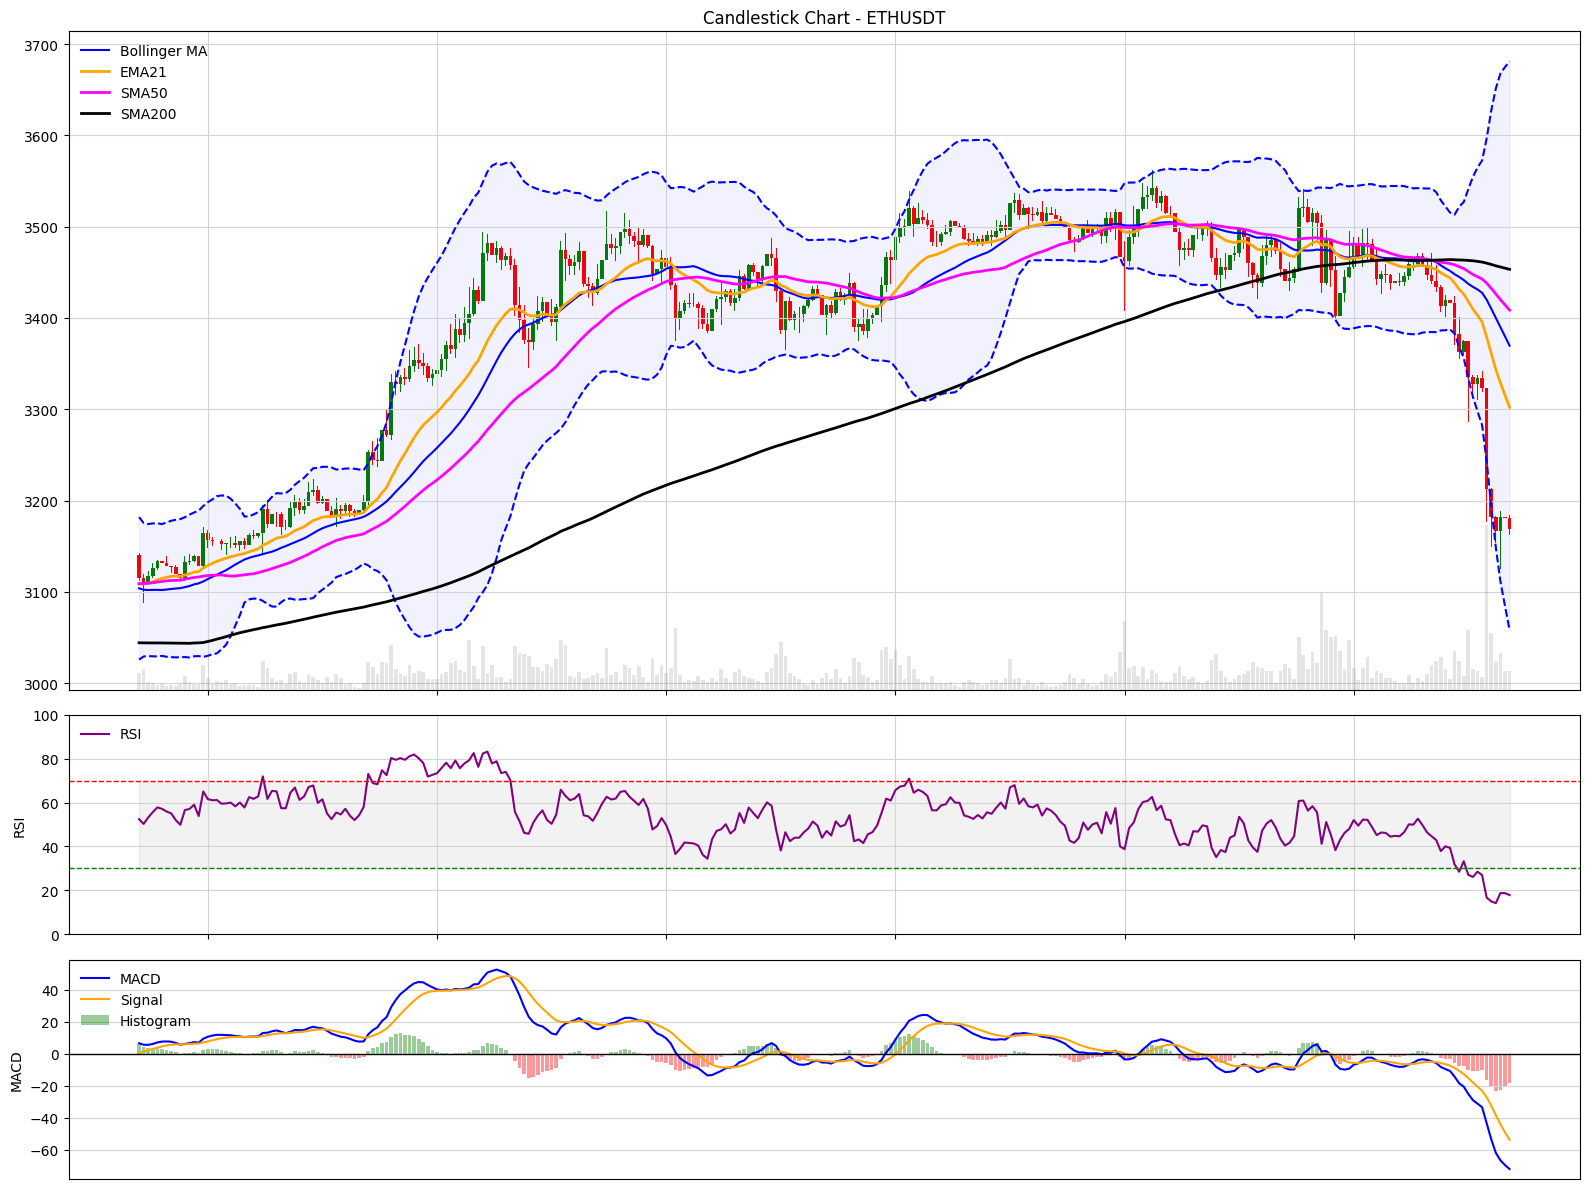 Candlestick Chart - ETHUSDT
Bollinger MA
EMA21
SMA50
SMA200
3700
3600
3500
3400
3300
3200
3100
3000
RSI
RSI
100
80
60
40
20
0
MACD
Signal
Histogram
MACD
40
20
0
−20
−40
−60